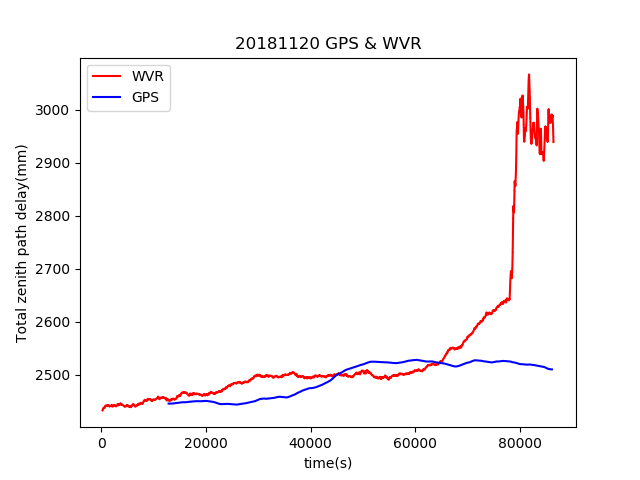 20181120 GPS & WVR
WVR
GPS
Total zenith path delay(mm)
3000
2900
2800
2700
2600
2500
0 20000 40000 60000 80000
time(s)